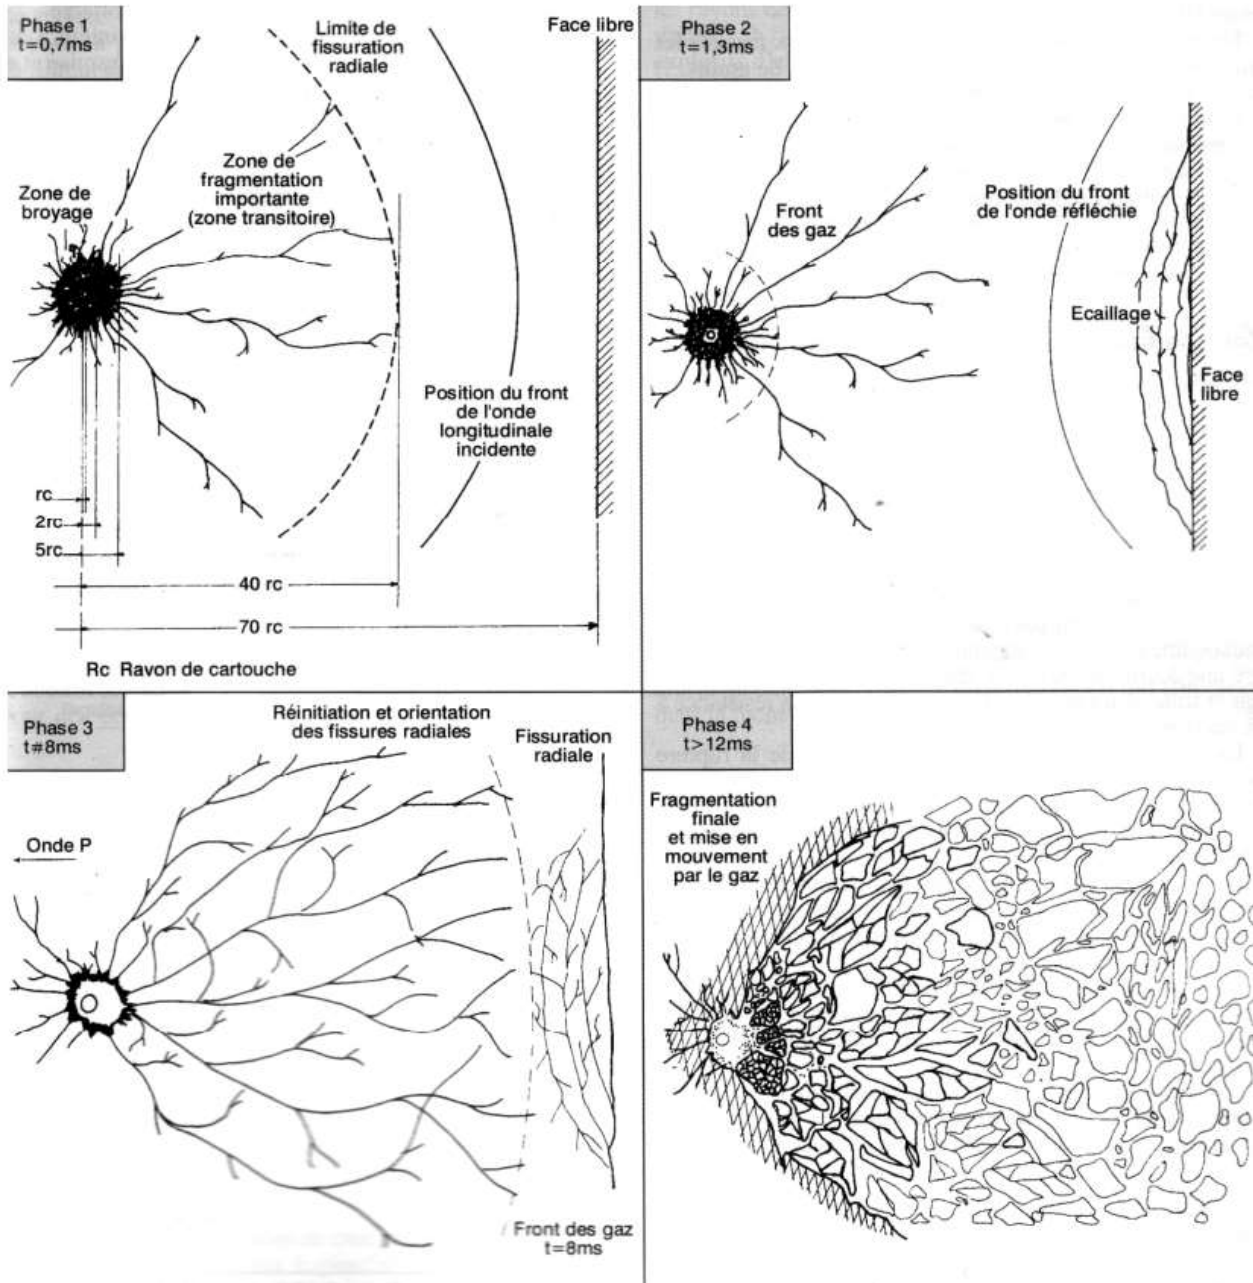 Phase 1
t=0,7ms
Limite de
fissuration
radiale
Face libre
Zone de
fragmentation
importante
(zone transitoire)
Zone de
broyage
Position du front
de l'onde
longitudinale
incidente
rc
2rc
5rc
40 rc
70 rc
Rc Ravon de cartouche
Phase 2
t=1,3ms
Front
des gaz
Position du front
de l'onde réfléchie
Ecaillage
Face
libre
Phase 3
t#8ms
Réinitiation et orientation
des fissures radiales
Fissuration
radiale
Onde P
Front des gaz
t=8ms
Phase 4
t>12ms
Fragmentation
finale
et mise en
mouvement
par le gaz